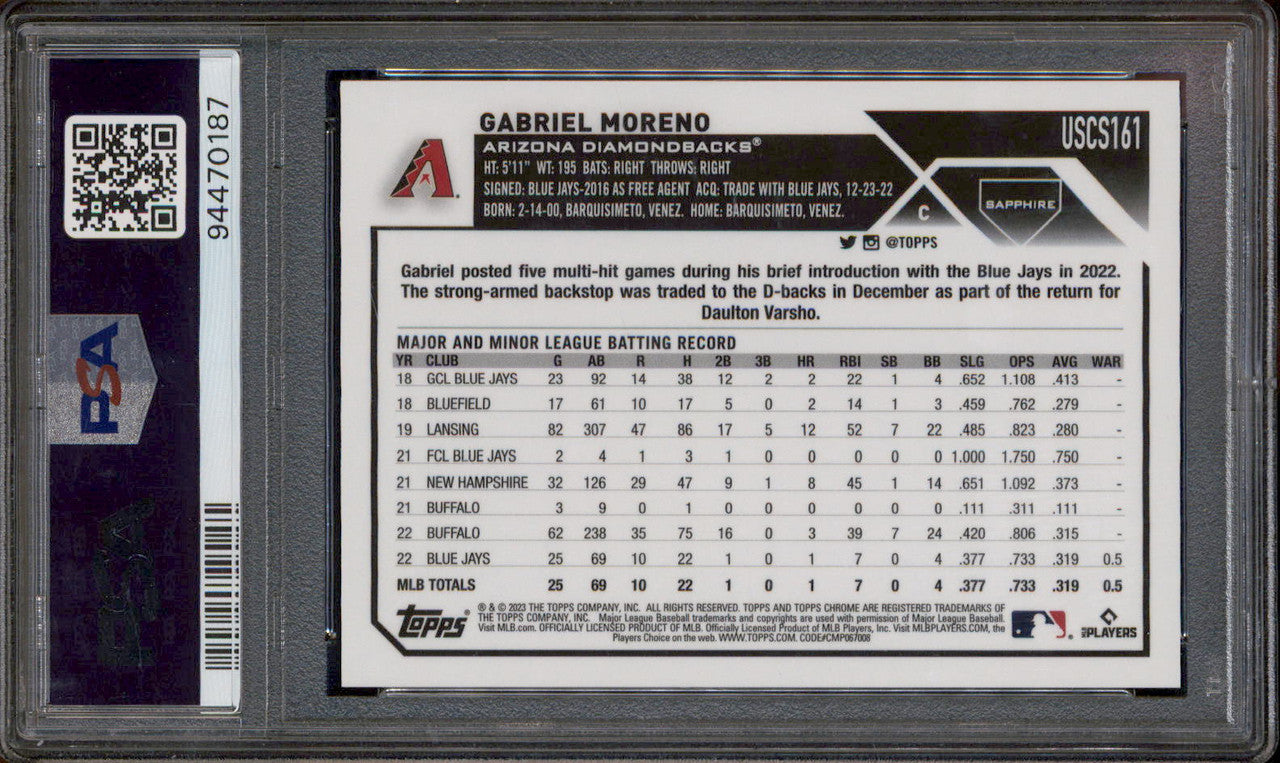 94470187
PSA
GABRIEL MORENO
ARIZONA DIAMONDBACKS®
HT: 5'11" WT: 195 BATS: RIGHT THROWS: RIGHT
SIGNED: BLUE JAYS-2016 AS FREE AGENT ACQ: TRADE WITH BLUE JAYS, 12-23-22
BORN: 2-14-00, BARQUISIMETO, VENEZ. HOME: BARQUISIMETO, VENEZ.
C
USCS161
SAPPHIRE
@TOPPS
Gabriel posted five multi-hit games during his brief introduction with the Blue Jays in 2022.
The strong-armed backstop was traded to the D-backs in December as part of the return for
Daulton Varsho.
MAJOR AND MINOR LEAGUE BATTING RECORD
YR CLUB G AB R H 2B 3B HR RBI SB BB SLG OPS AVG WAR
18 GCL BLUE JAYS 23 92 14 38 12 2 2 22 1 4 .652 1.108 .413 -
18 BLUEFIELD 17 61 10 17 5 0 2 14 1 3 .459 .762 .279 -
19 LANSING 82 307 47 86 17 5 12 52 7 22 .485 .823 .280 -
21 FCL BLUE JAYS 2 4 1 3 1 0 0 0 0 0 1.000 1.750 .750 -
21 NEW HAMPSHIRE 32 126 29 47 9 1 8 45 1 14 .651 1.092 .373 -
21 BUFFALO 3 9 0 1 0 0 0 0 0 0 .111 .311 .111 -
22 BUFFALO 62 238 35 75 16 0 3 39 7 24 .420 .806 .315 -
22 BLUE JAYS 25 69 10 22 1 0 1 7 0 4 .377 .733 .319 0.5
MLB TOTALS 25 69 10 22 1 0 1 7 0 4 .377 .733 .319 0.5
Topps
® & © 2023 THE TOPPS COMPANY, INC. ALL RIGHTS RESERVED. TOPPS AND TOPPS CHROME ARE REGISTERED TRADEMARKS OF
THE TOPPS COMPANY, INC. Major League Baseball trademarks and copyrights are used with permission of Major League Baseball.
Visit MLB.com. OFFICIALLY LICENSED PRODUCT OF MLB. Officially Licensed Product of MLB Players, Inc. Visit MLBPLAYERS.COM, the
Players Choice on the web. WWW.TOPPS.COM. CODE#CMP067008
MLB PLAYERS